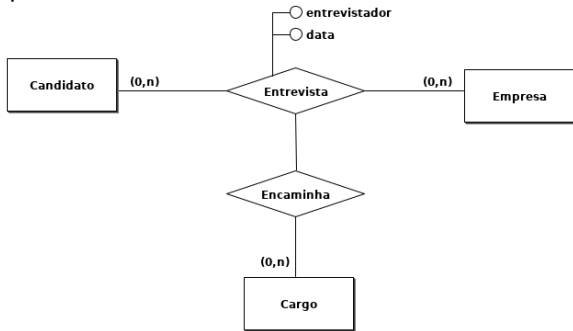 entrevistador
data
Candidato
(0,n)
Entrevista
(0,n)
Empresa
Encaminha
(0,n)
Cargo